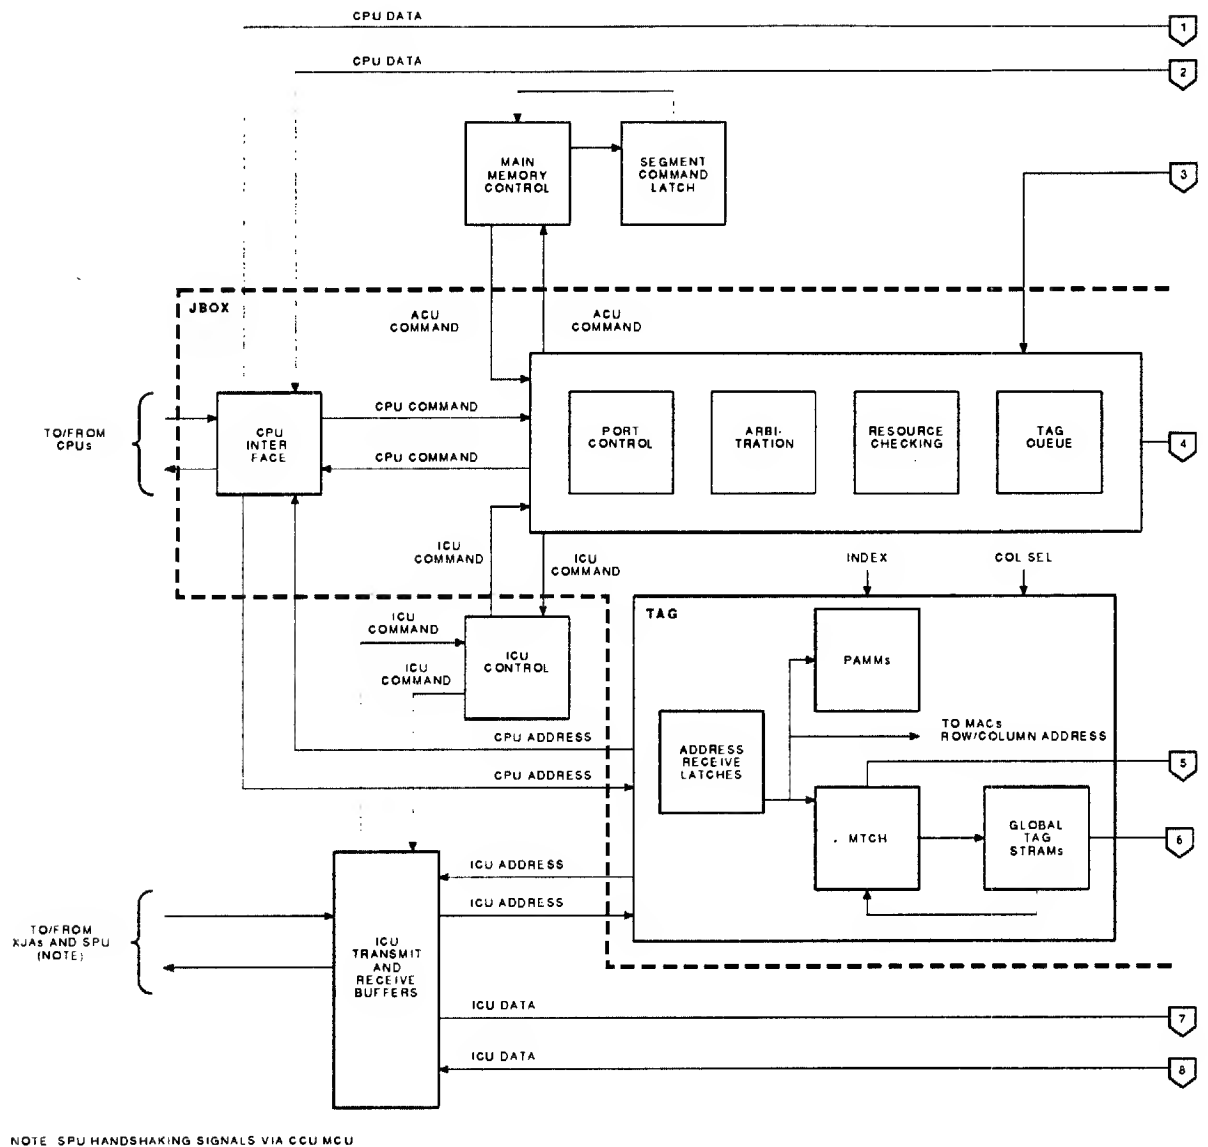 CPU DATA
1
CPU DATA
2
MAIN
MEMORY
CONTROL
SEGMENT
COMMAND
LATCH
3
JBOX
ACU
COMMAND
ACU
COMMAND
TO/FROM
CPUs
CPU
INTER
FACE
CPU COMMAND
CPU COMMAND
PORT
CONTROL
ARBI-
TRATION
RESOURCE
CHECKING
TAG
QUEUE
4
ICU
COMMAND
ICU
COMMAND
INDEX
COL SEL
ICU
COMMAND
ICU
COMMAND
ICU
CONTROL
TAG
PAMMs
CPU ADDRESS
CPU ADDRESS
ADDRESS
RECEIVE
LATCHES
TO MACs
ROW/COLUMN ADDRESS
5
MTCH
GLOBAL
TAG
STRAMs
6
ICU ADDRESS
ICU ADDRESS
TO/FROM
XJAs AND SPU
(NOTE)
ICU
TRANSMIT
AND
RECEIVE
BUFFERS
ICU DATA
7
ICU DATA
8
NOTE SPU HANDSHAKING SIGNALS VIA CCU MCU